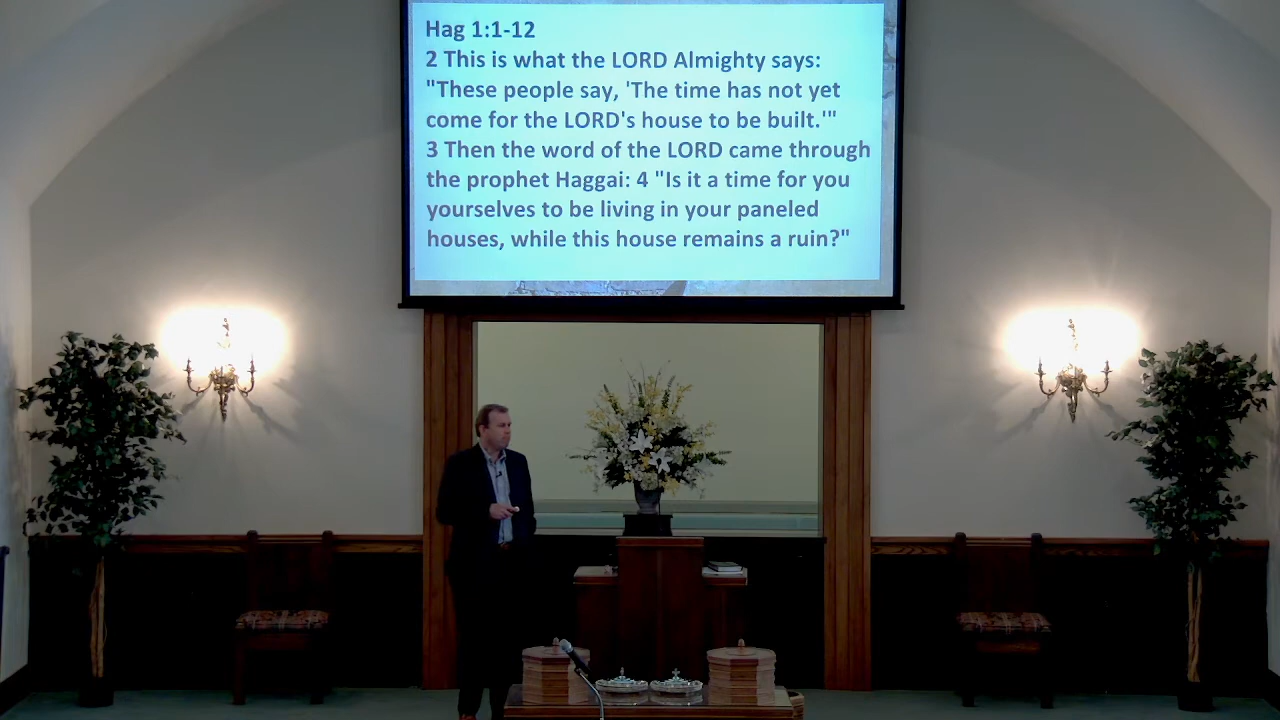 Hag 1:1-12
2 This is what the LORD Almighty says:
"These people say, 'The time has not yet
come for the LORD's house to be built.'"
3 Then the word of the LORD came through
the prophet Haggai: 4 "Is it a time for you
yourselves to be living in your paneled
houses, while this house remains a ruin?"